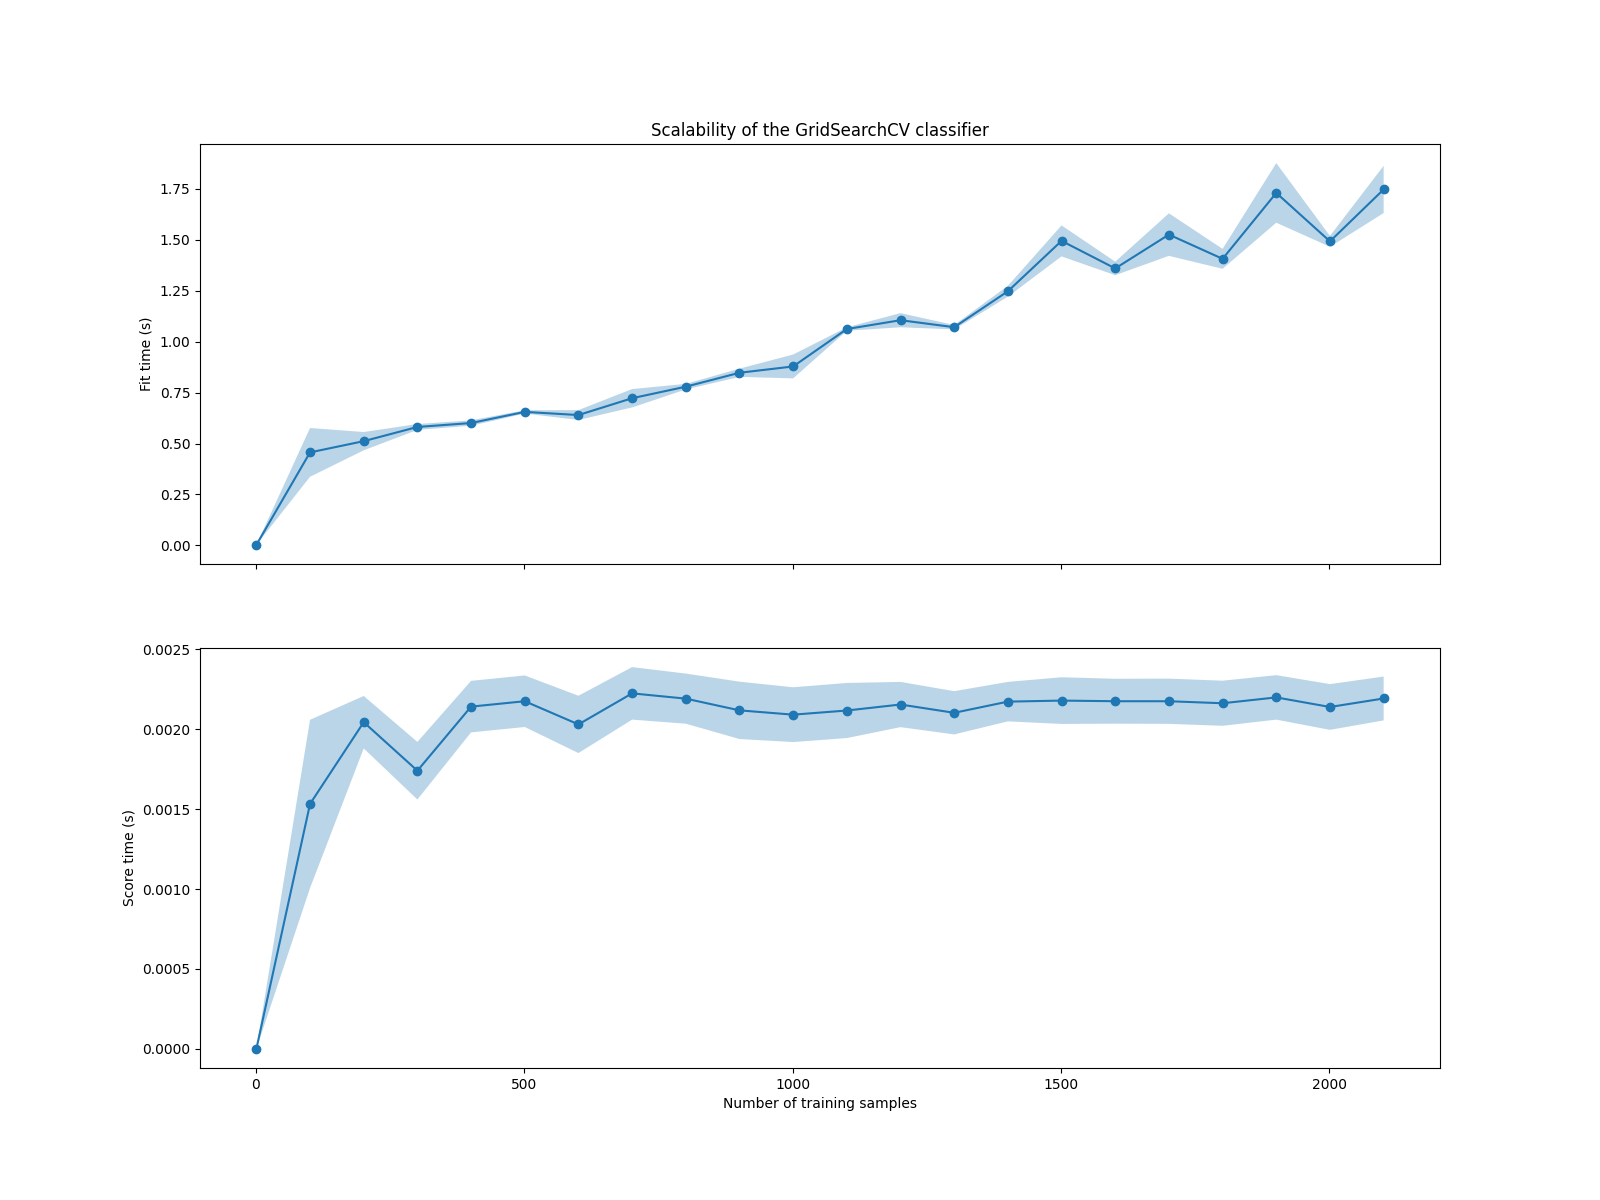 Scalability of the GridSearchCV classifier
1.75
1.50
1.25
1.00
0.75
0.50
0.25
0.00
Fit time (s)
0.0025
0.0020
0.0015
0.0010
0.0005
0.0000
Score time (s)
0 500 1000 1500 2000
Number of training samples